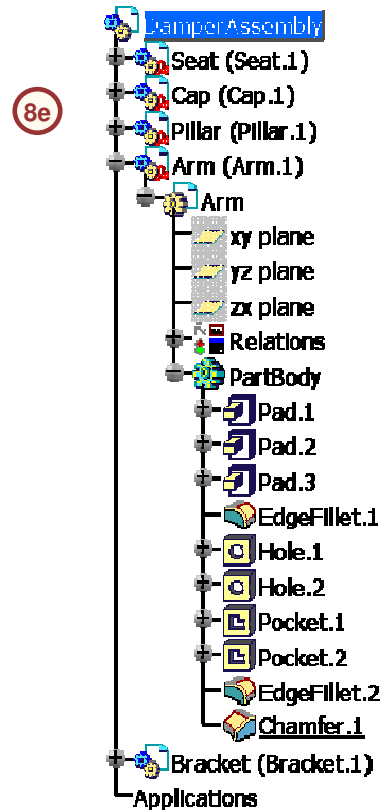 DamperAssembly
Seat (Seat.1)
8e
Cap (Cap.1)
Pillar (Pillar.1)
Arm (Arm.1)
Arm
xy plane
yz plane
zx plane
Relations
PartBody
Pad.1
Pad.2
Pad.3
EdgeFillet.1
Hole.1
Hole.2
Pocket.1
Pocket.2
EdgeFillet.2
Chamfer.1
Bracket (Bracket.1)
Applications